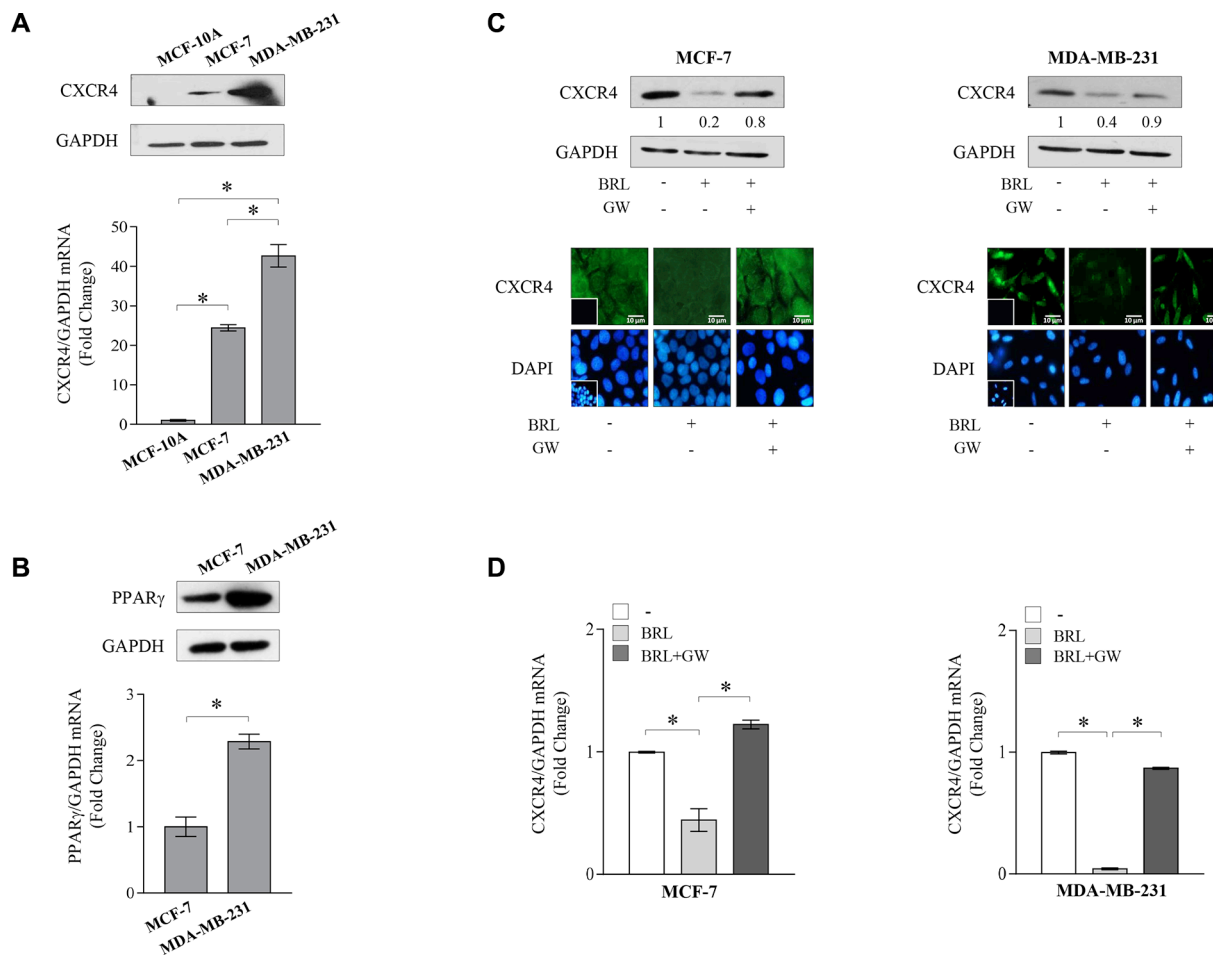 A
MCF-10A
MCF-7
MDA-MB-231
CXCR4
GAPDH
* 
*
*
CXCR4/GAPDH mRNA
(Fold Change)
50
40
30
20
10
0
MCF-10A
MCF-7
MDA-MB-231
B
MCF-7
MDA-MB-231
PPARγ
GAPDH
PPARγ/GAPDH mRNA
(Fold Change)
3
2
1
0
*
MCF-7
MDA-MB-231
C
MCF-7
CXCR4
1 0.2 0.8
GAPDH
BRL - + +
GW - - +
CXCR4
10 µm 10 µm 10 µm
DAPI
BRL - + +
GW - - +
MDA-MB-231
CXCR4
1 0.4 0.9
GAPDH
BRL - + +
GW - - +
CXCR4
10 µm 10 µm 10 µm
DAPI
BRL - + +
GW - - +
D
-
BRL
BRL+GW
CXCR4/GAPDH mRNA
(Fold Change)
2
1
0
* *
MCF-7
-
BRL
BRL+GW
CXCR4/GAPDH mRNA
(Fold Change)
2
1
0
* *
MDA-MB-231